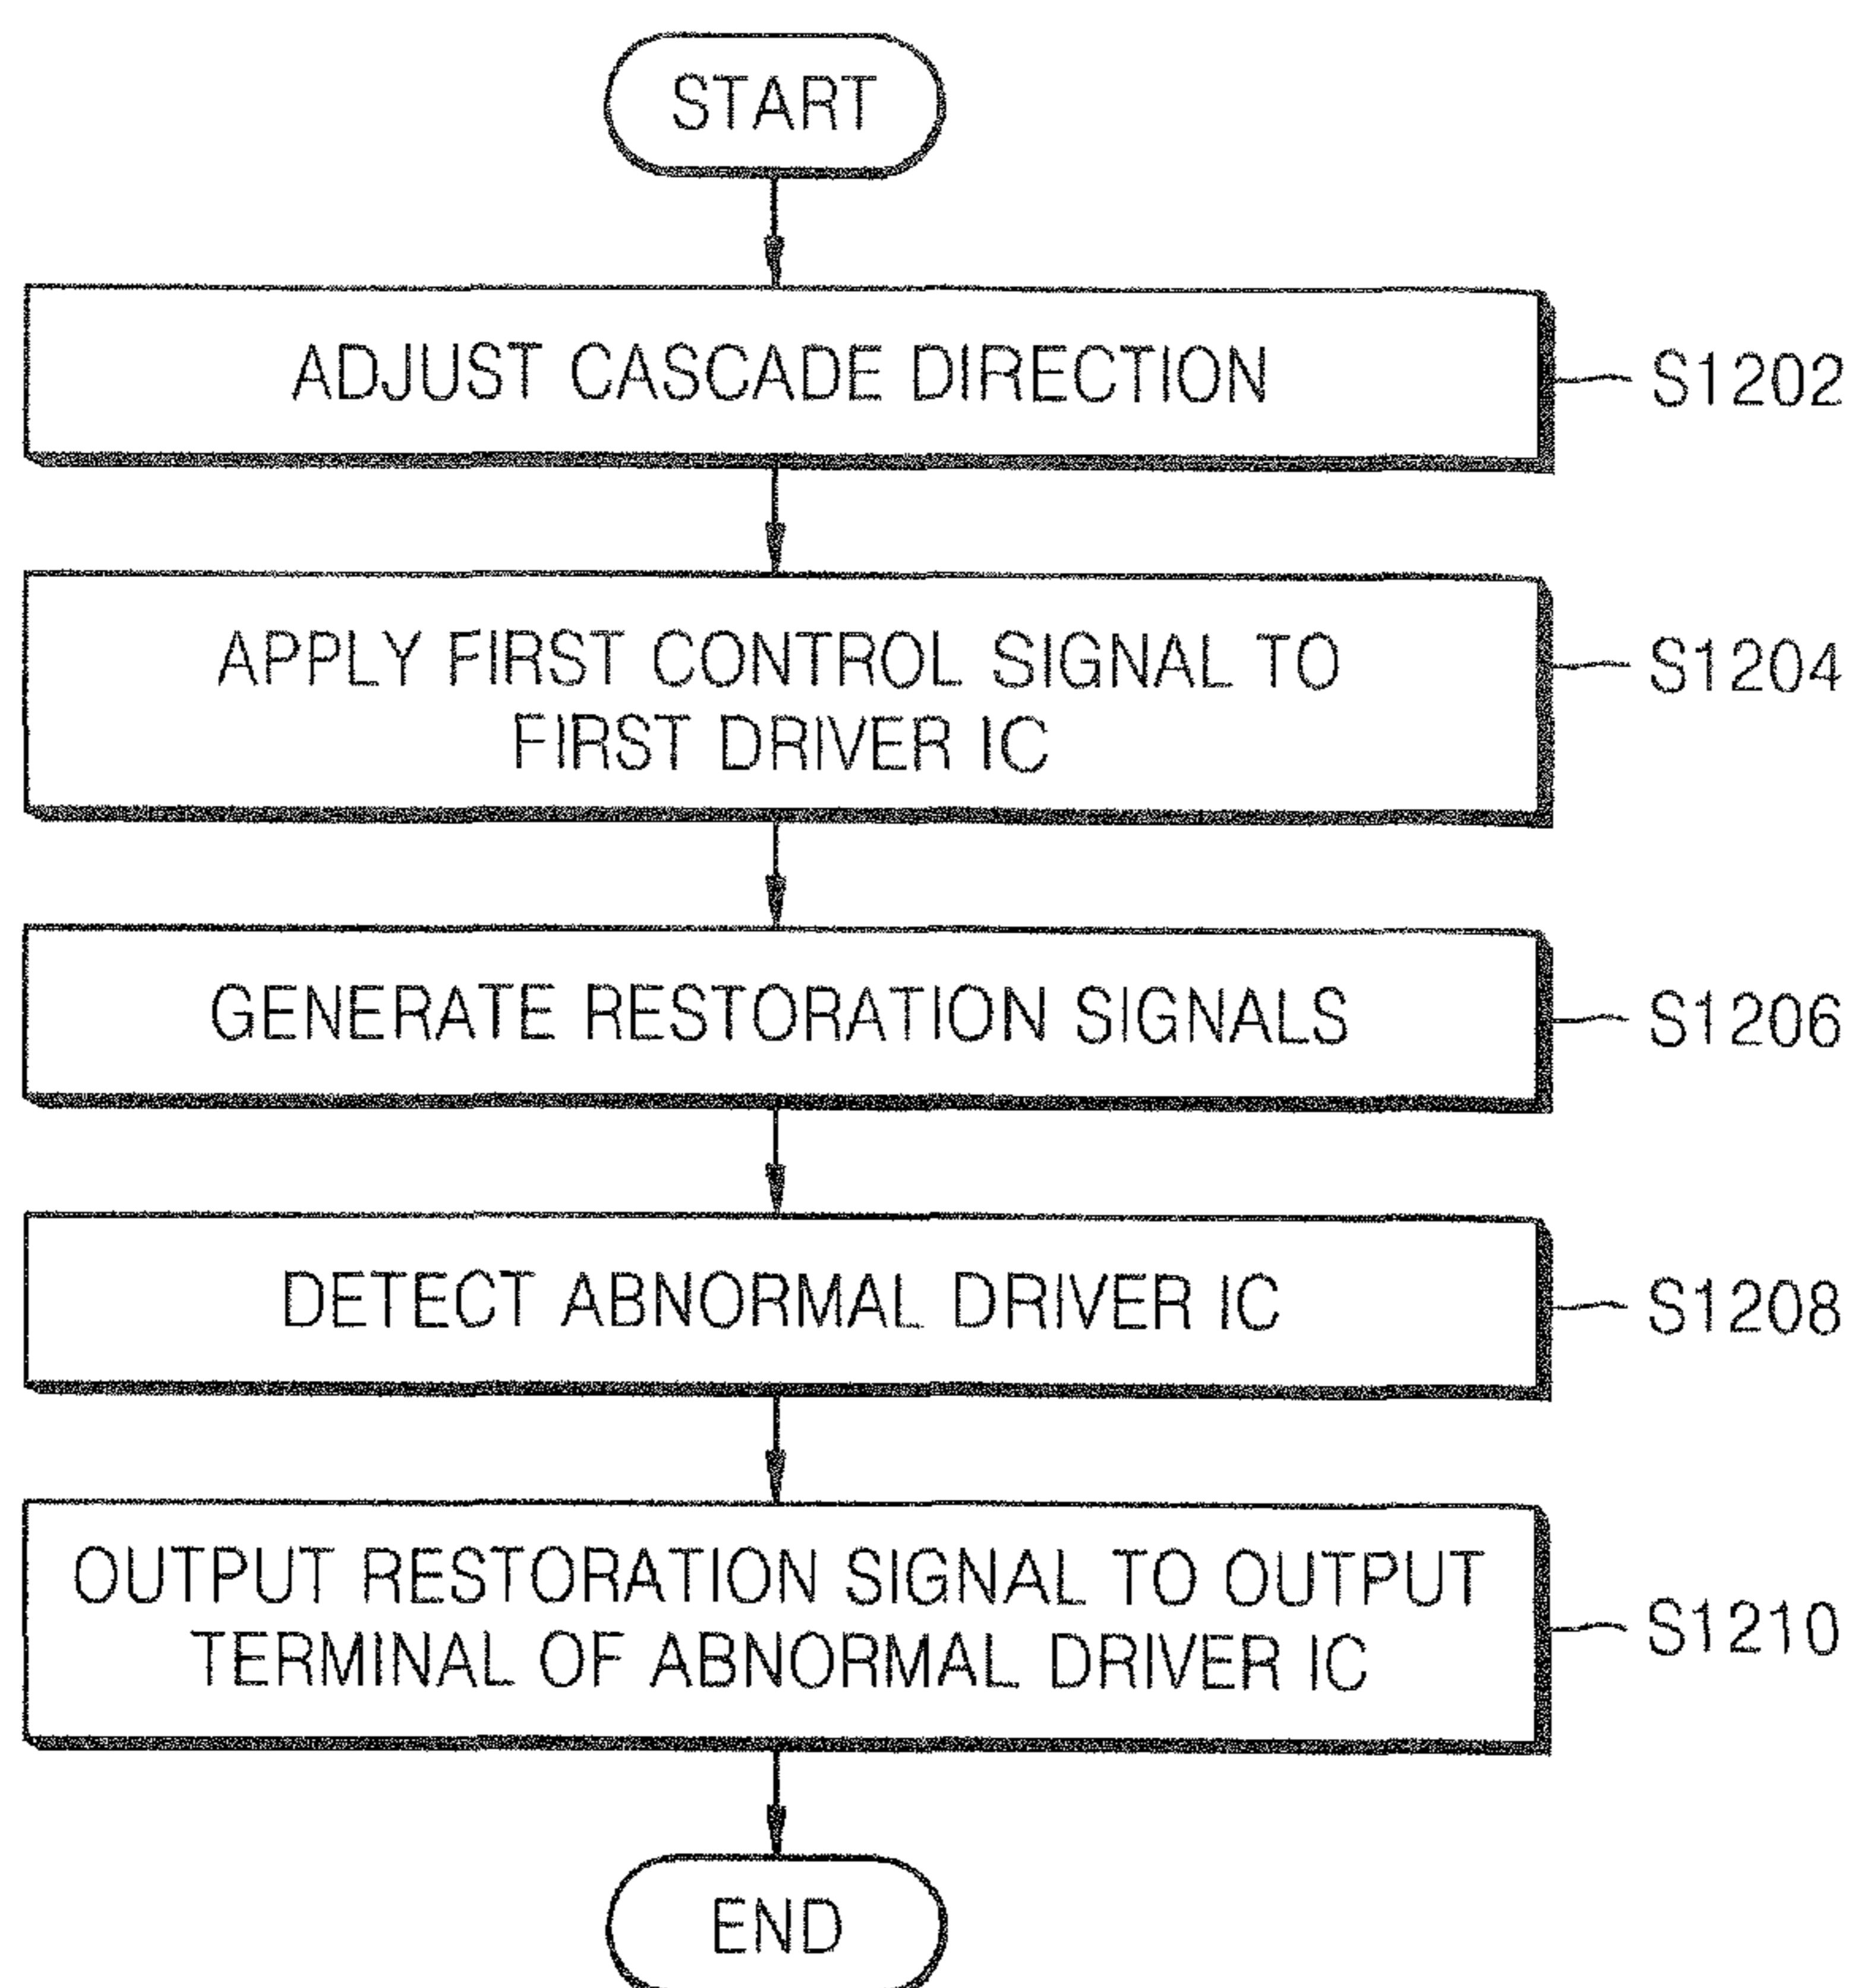 START
ADJUST CASCADE DIRECTION
S1202
APPLY FIRST CONTROL SIGNAL TO
FIRST DRIVER IC
S1204
GENERATE RESTORATION SIGNALS
S1206
DETECT ABNORMAL DRIVER IC
S1208
OUTPUT RESTORATION SIGNAL TO OUTPUT
TERMINAL OF ABNORMAL DRIVER IC
S1210
END